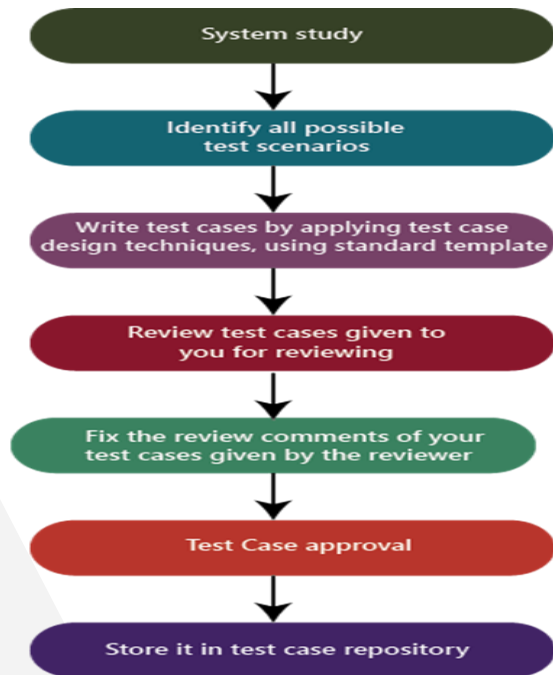 System study
Identify all possible
test scenarios
Write test cases by applying test case
design techniques, using standard template
Review test cases given to
you for reviewing
Fix the review comments of your
test cases given by the reviewer
Test Case approval
Store it in test case repository